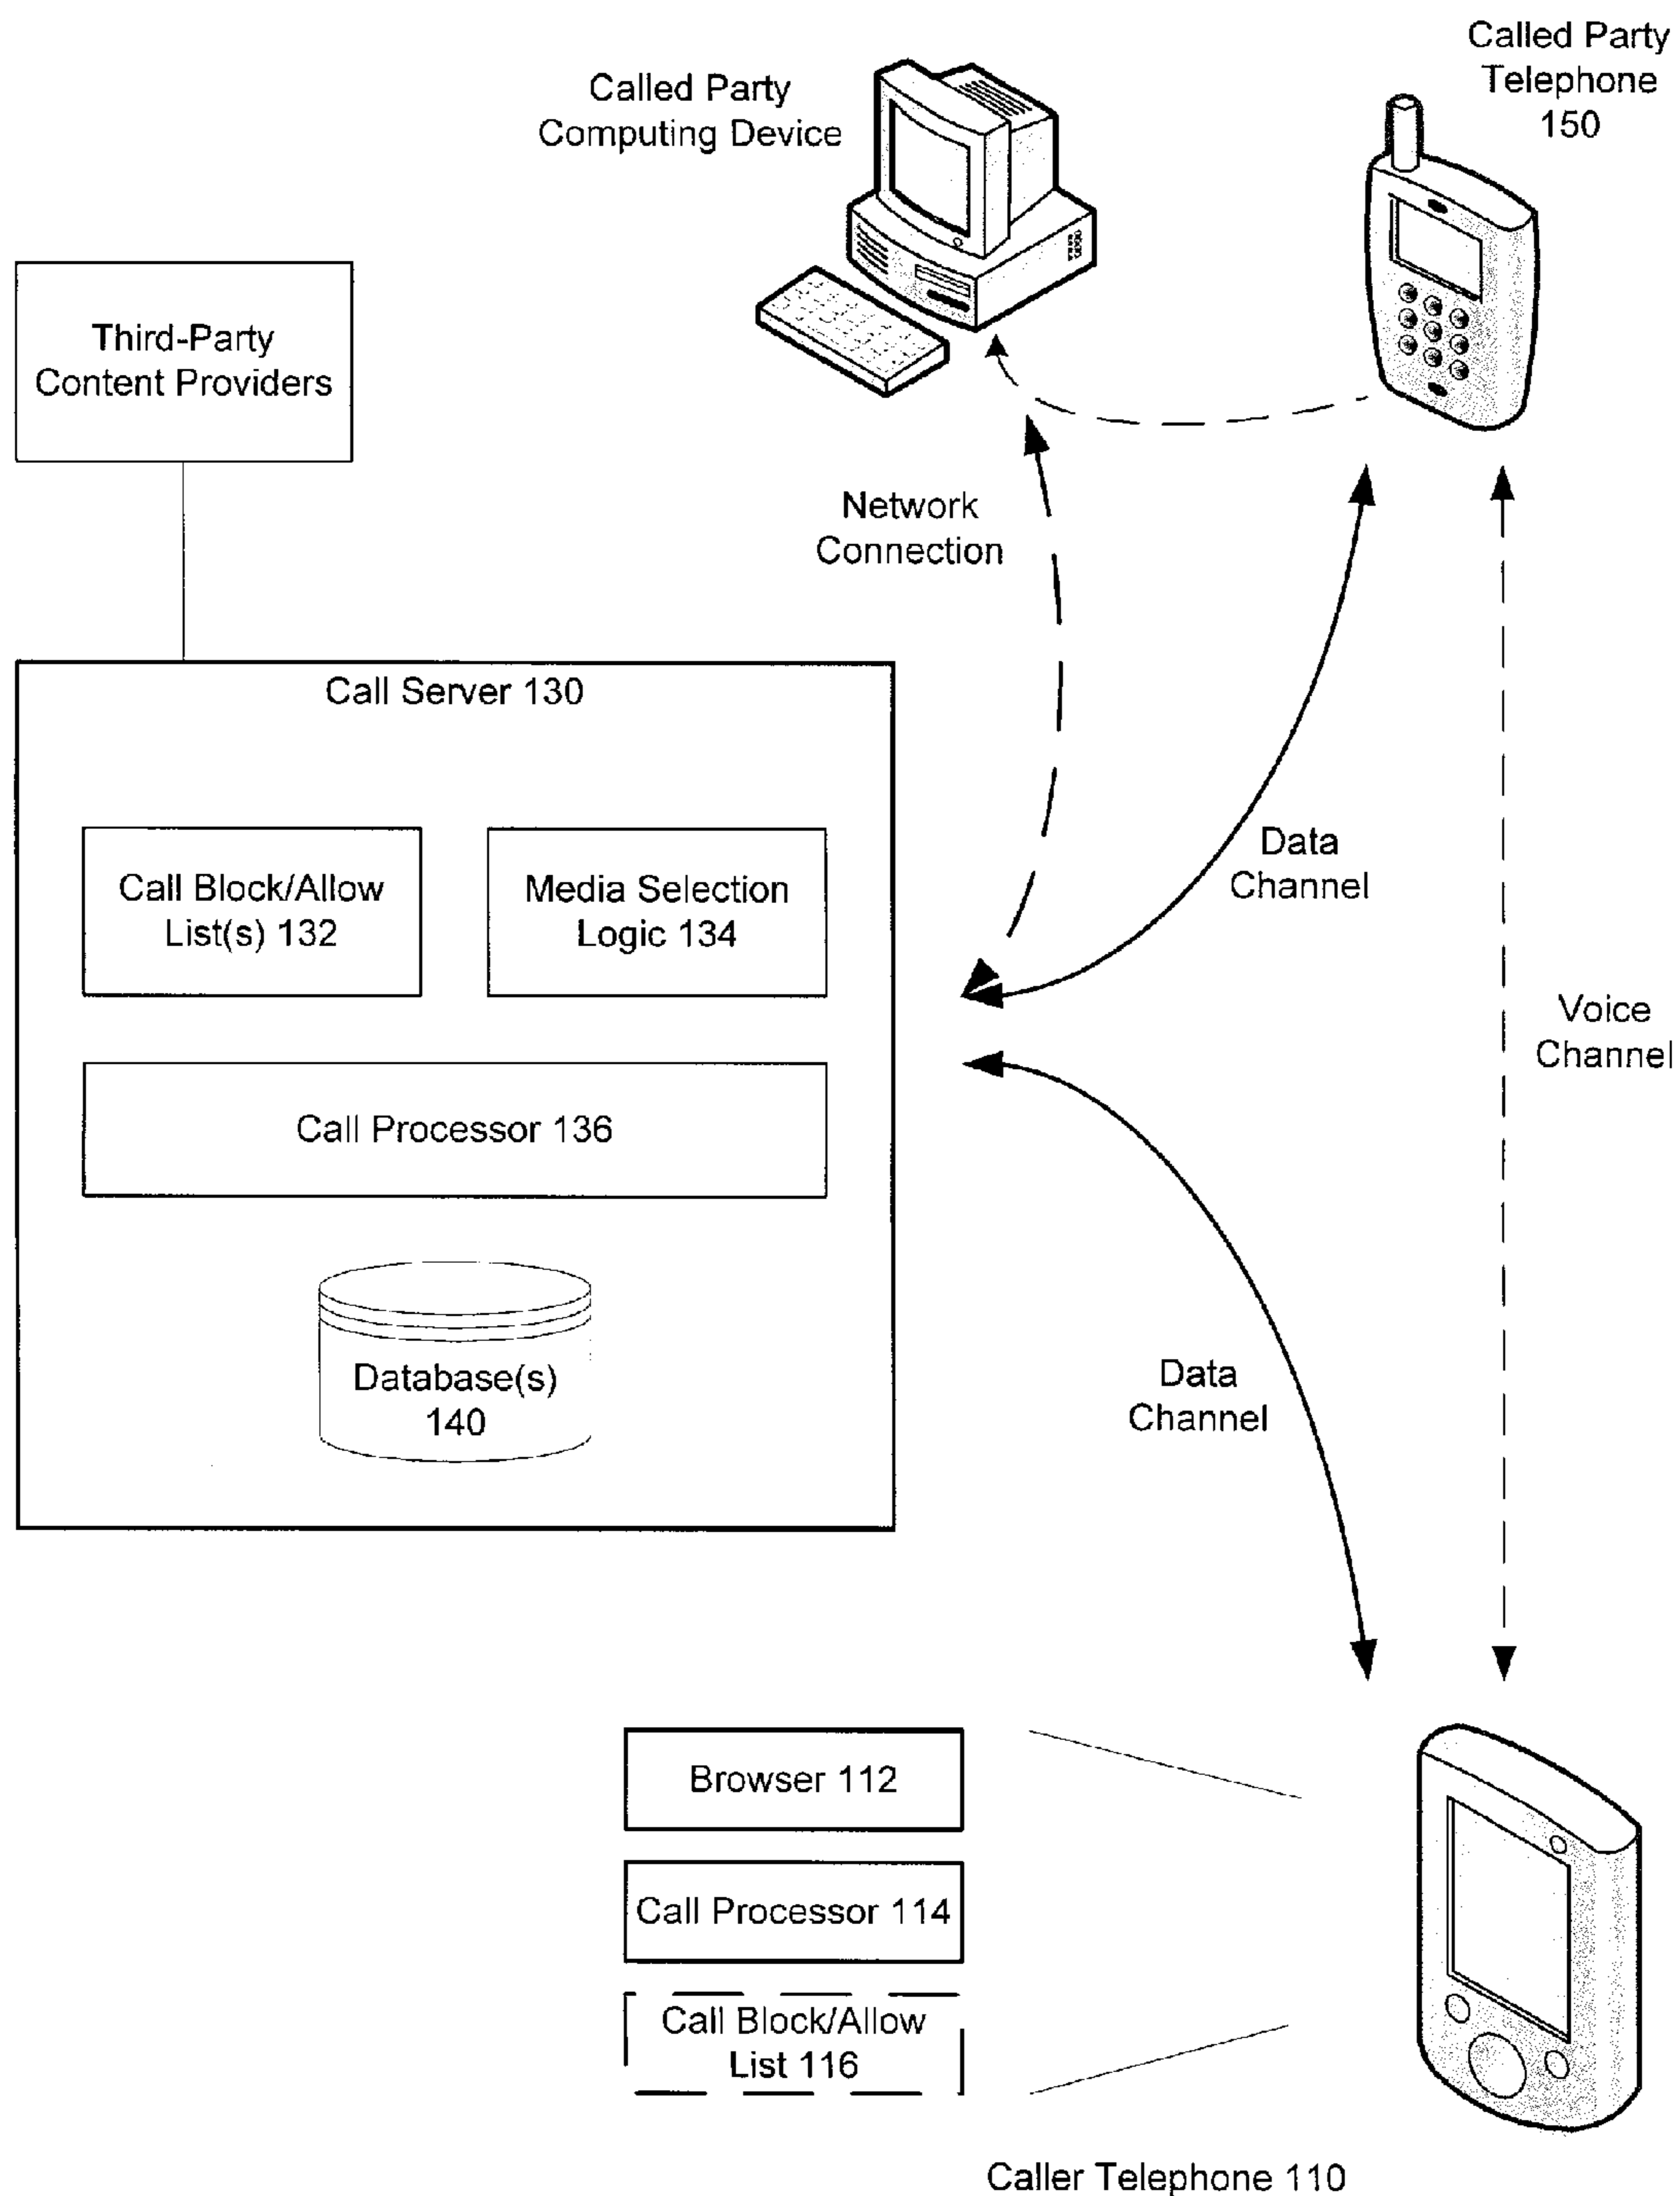 Called Party
Telephone
150
Called Party
Computing Device
Third-Party
Content Providers
Network
Connection
Call Server 130
Call Block/Allow
List(s) 132
Media Selection
Logic 134
Data
Channel
Voice
Channel
Call Processor 136
Database(s)
140
Data
Channel
Browser 112
Call Processor 114
Call Block/Allow
List 116
Caller Telephone 110